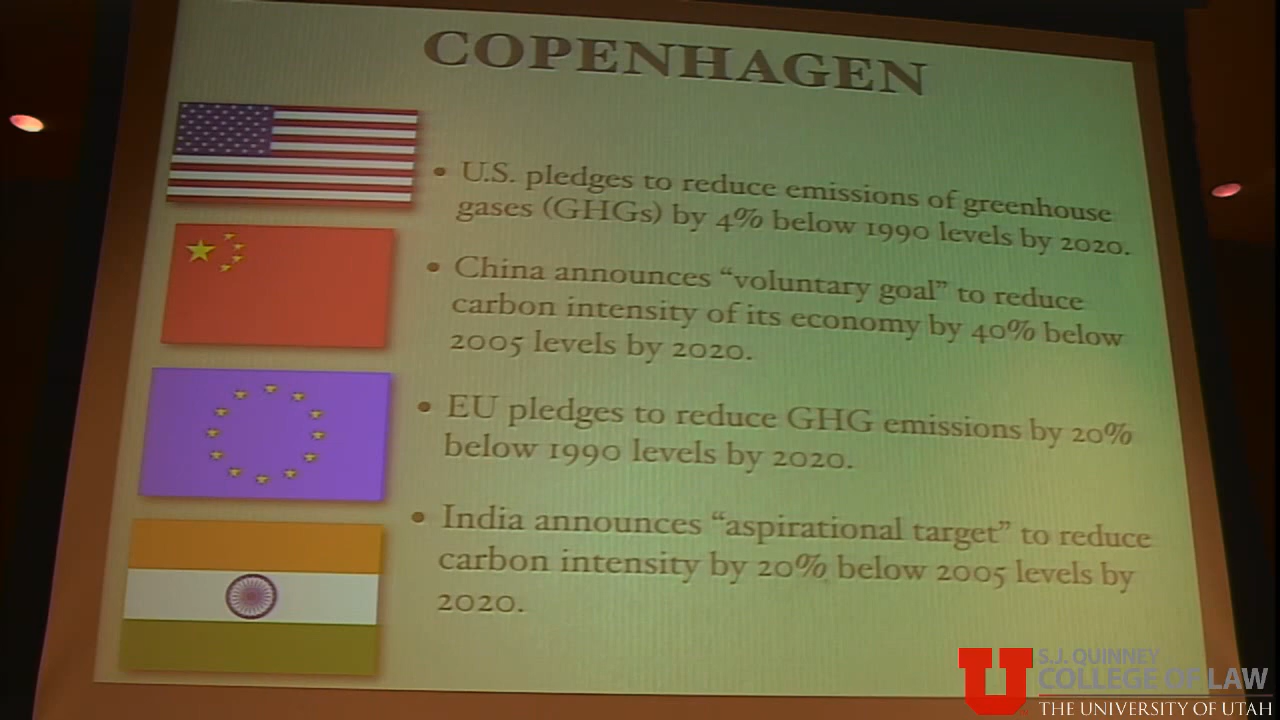 COPENHAGEN
• U.S. pledges to reduce emissions of greenhouse
gases (GHGs) by 4% below 1990 levels by 2020.
• China announces “voluntary goal” to reduce
carbon intensity of its economy by 40% below
2005 levels by 2020.
• EU pledges to reduce GHG emissions by 20%
below 1990 levels by 2020.
• India announces “aspirational target” to reduce
carbon intensity by 20% below 2005 levels by
2020.
U S.J. QUINNEY
COLLEGE OF LAW
THE UNIVERSITY OF UTAH